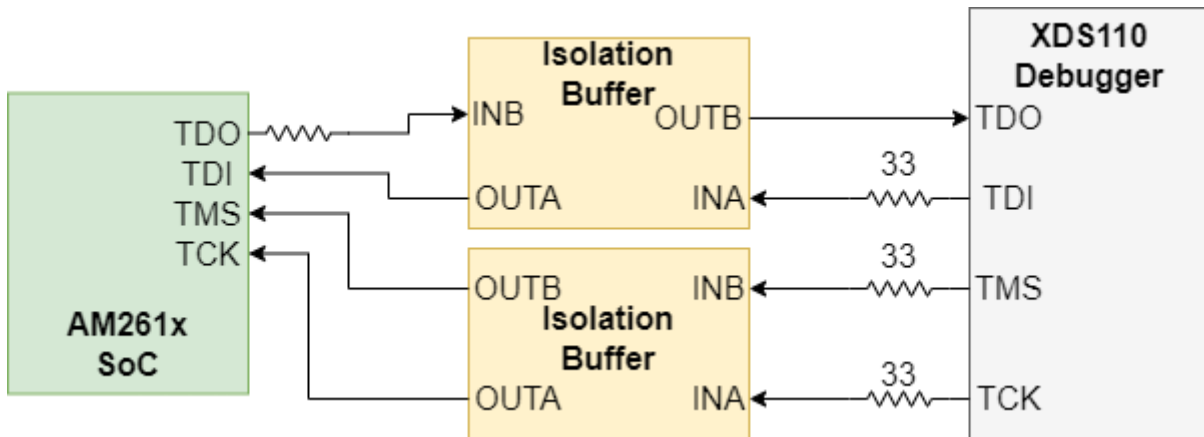 AM261x
SoC
TDO
TDI
TMS
TCK
Isolation
Buffer
INB
OUTB
OUTA
INA
Isolation
Buffer
OUTB
INB
OUTA
INA
33
33
33
XDS110
Debugger
TDO
TDI
TMS
TCK